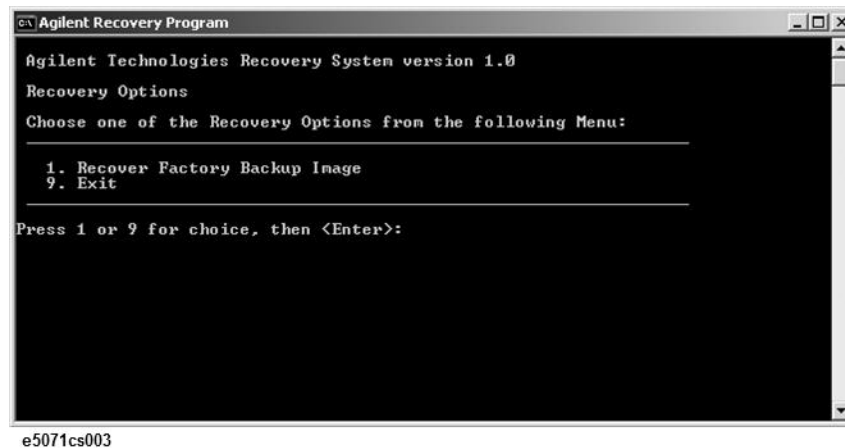 Agilent Recovery Program
Agilent Technologies Recovery System version 1.0
Recovery Options
Choose one of the Recovery Options from the following Menu:
1. Recover Factory Backup Image
9. Exit
Press 1 or 9 for choice, then <Enter>:
e5071cs003